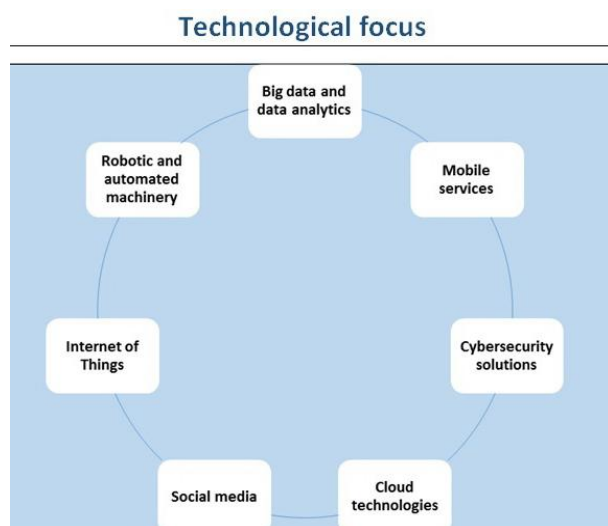 Technological focus
Big data and
data analytics
Mobile
services
Cybersecurity
solutions
Cloud
technologies
Social media
Internet of
Things
Robotic and
automated
machinery